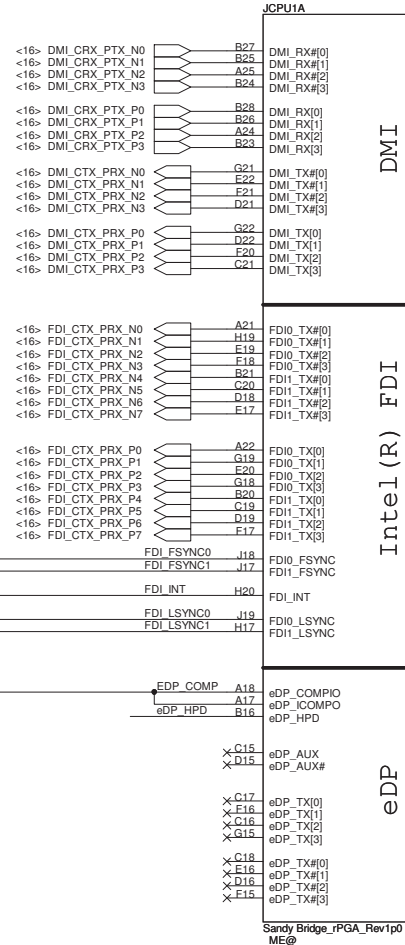 JCPU1A
<16> DMI_CRX_PTX_N0 B27 DMI_RX#[0]
<16> DMI_CRX_PTX_N1 B25 DMI_RX#[1]
<16> DMI_CRX_PTX_N2 A25 DMI_RX#[2]
<16> DMI_CRX_PTX_N3 B24 DMI_RX#[3]
<16> DMI_CRX_PTX_P0 B28 DMI_RX[0]
<16> DMI_CRX_PTX_P1 B26 DMI_RX[1]
<16> DMI_CRX_PTX_P2 A24 DMI_RX[2]
<16> DMI_CRX_PTX_P3 B23 DMI_RX[3]
<16> DMI_CTX_PRX_N0 G21 DMI_TX#[0]
<16> DMI_CTX_PRX_N1 E22 DMI_TX#[1]
<16> DMI_CTX_PRX_N2 F21 DMI_TX#[2]
<16> DMI_CTX_PRX_N3 D21 DMI_TX#[3]
<16> DMI_CTX_PRX_P0 G22 DMI_TX[0]
<16> DMI_CTX_PRX_P1 D22 DMI_TX[1]
<16> DMI_CTX_PRX_P2 F20 DMI_TX[2]
<16> DMI_CTX_PRX_P3 C21 DMI_TX[3]
DMI
<16> FDI_CTX_PRX_N0 A21 FDI0_TX#[0]
<16> FDI_CTX_PRX_N1 H19 FDI0_TX#[1]
<16> FDI_CTX_PRX_N2 E19 FDI0_TX#[2]
<16> FDI_CTX_PRX_N3 F18 FDI0_TX#[3]
<16> FDI_CTX_PRX_N4 B21 FDI1_TX#[0]
<16> FDI_CTX_PRX_N5 C20 FDI1_TX#[1]
<16> FDI_CTX_PRX_N6 D18 FDI1_TX#[2]
<16> FDI_CTX_PRX_N7 E17 FDI1_TX#[3]
<16> FDI_CTX_PRX_P0 A22 FDI0_TX[0]
<16> FDI_CTX_PRX_P1 G19 FDI0_TX[1]
<16> FDI_CTX_PRX_P2 E20 FDI0_TX[2]
<16> FDI_CTX_PRX_P3 G18 FDI0_TX[3]
<16> FDI_CTX_PRX_P4 B20 FDI1_TX[0]
<16> FDI_CTX_PRX_P5 C19 FDI1_TX[1]
<16> FDI_CTX_PRX_P6 D19 FDI1_TX[2]
<16> FDI_CTX_PRX_P7 F17 FDI1_TX[3]
FDI_FSYNC0 J18 FDI0_FSYNC
FDI_FSYNC1 J17 FDI1_FSYNC
FDI_INT H20 FDI_INT
FDI_LSYNC0 J19 FDI0_LSYNC
FDI_LSYNC1 H17 FDI1_LSYNC
Intel(R) FDI
EDP_COMP A18 eDP_COMPIO
A17 eDP_ICOMPO
eDP_HPD B16 eDP_HPD
C15 eDP_AUX
D15 eDP_AUX#
C17 eDP_TX[0]
F16 eDP_TX[1]
C16 eDP_TX[2]
G15 eDP_TX[3]
C18 eDP_TX#[0]
E16 eDP_TX#[1]
D16 eDP_TX#[2]
F15 eDP_TX#[3]
eDP
Sandy Bridge_rPGA_Rev1p0
ME@